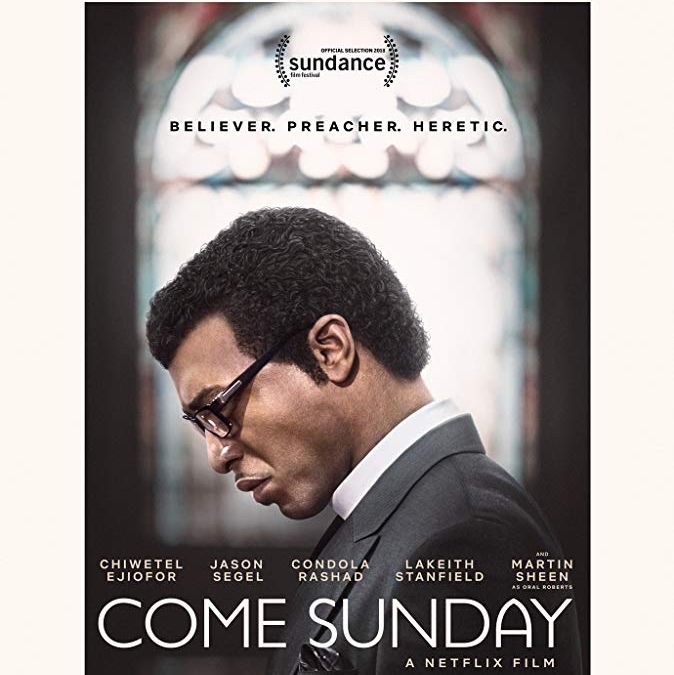 OFFICIAL SELECTION 2018
sundance
film festival
BELIEVER. PREACHER. HERETIC.
CHIWETEL EJIOFOR
JASON SEGEL
CONDOLA RASHAD
LAKEITH STANFIELD
AND
MARTIN SHEEN
AS ORAL ROBERTS
COME SUNDAY
A NETFLIX FILM